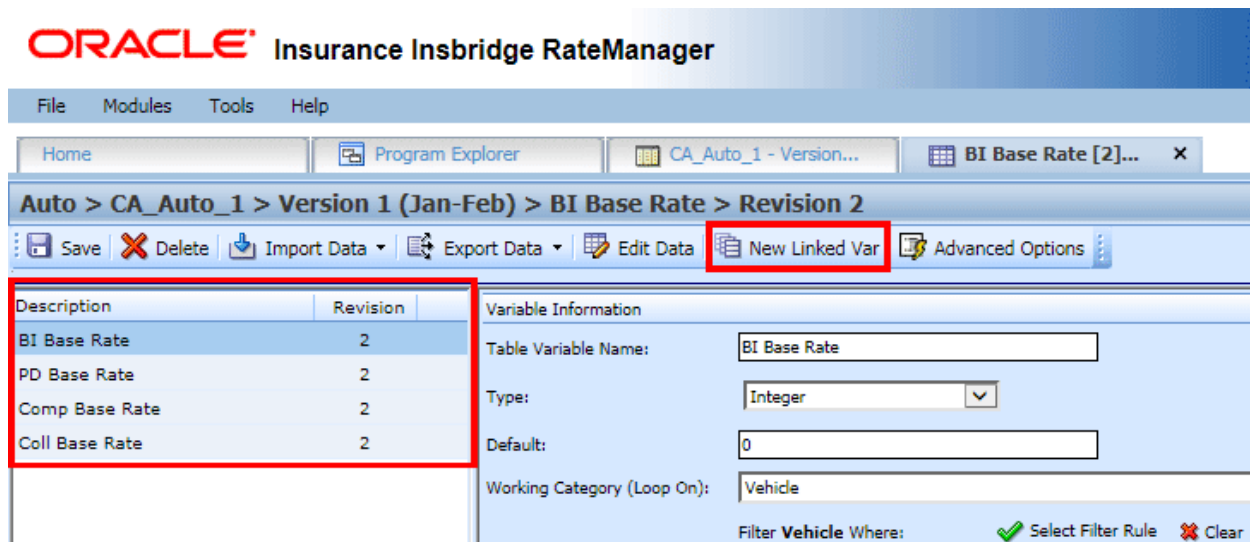 ORACLE Insurance Insbridge RateManager
File Modules Tools Help
Home Program Explorer CA_Auto_1 - Version... BI Base Rate [2]... ×
Auto > CA_Auto_1 > Version 1 (Jan-Feb) > BI Base Rate > Revision 2
Save Delete Import Data Export Data Edit Data New Linked Var Advanced Options
Description Revision
BI Base Rate 2
PD Base Rate 2
Comp Base Rate 2
Coll Base Rate 2
Variable Information
Table Variable Name: BI Base Rate
Type: Integer
Default: 0
Working Category (Loop On): Vehicle
Filter Vehicle Where: Select Filter Rule Clear